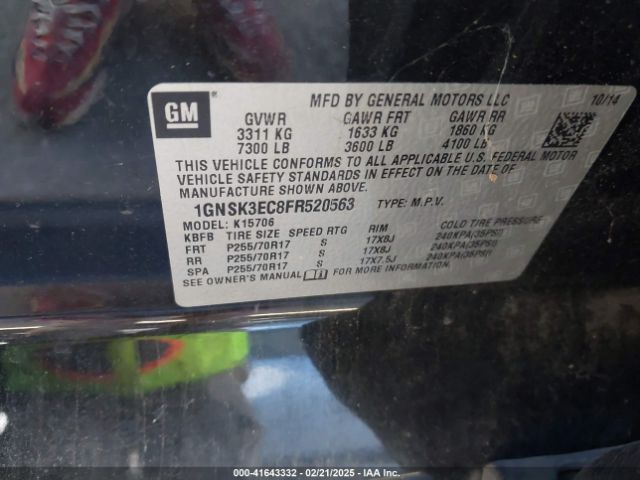 GM
MFD BY GENERAL MOTORS LLC 10/14
GVWR GAWR FRT GAWR RR
3311 KG 1633 KG 1860 KG
7300 LB 3600 LB 4100 LB
THIS VEHICLE CONFORMS TO ALL APPLICABLE U.S. FEDERAL MOTOR
VEHICLE SAFETY STANDARDS IN EFFECT ON THE DATE OF
MANUFACTURE SHOWN ABOVE.
1GNSK3EC8FR520563 TYPE: M.P.V.
MODEL: K15706
KBFB TIRE SIZE SPEED RTG RIM COLD TIRE PRESSURE
FRT P255/70R17 S 17X8J 240KPA(35PSI)
RR P255/70R17 S 17X8J 240KPA(35PSI)
SPA P255/70R17 S 17X7.5J 240KPA(35PSI)
SEE OWNER'S MANUAL FOR MORE INFORMATION.
000-41643332 - 02/21/2025 - IAA Inc.